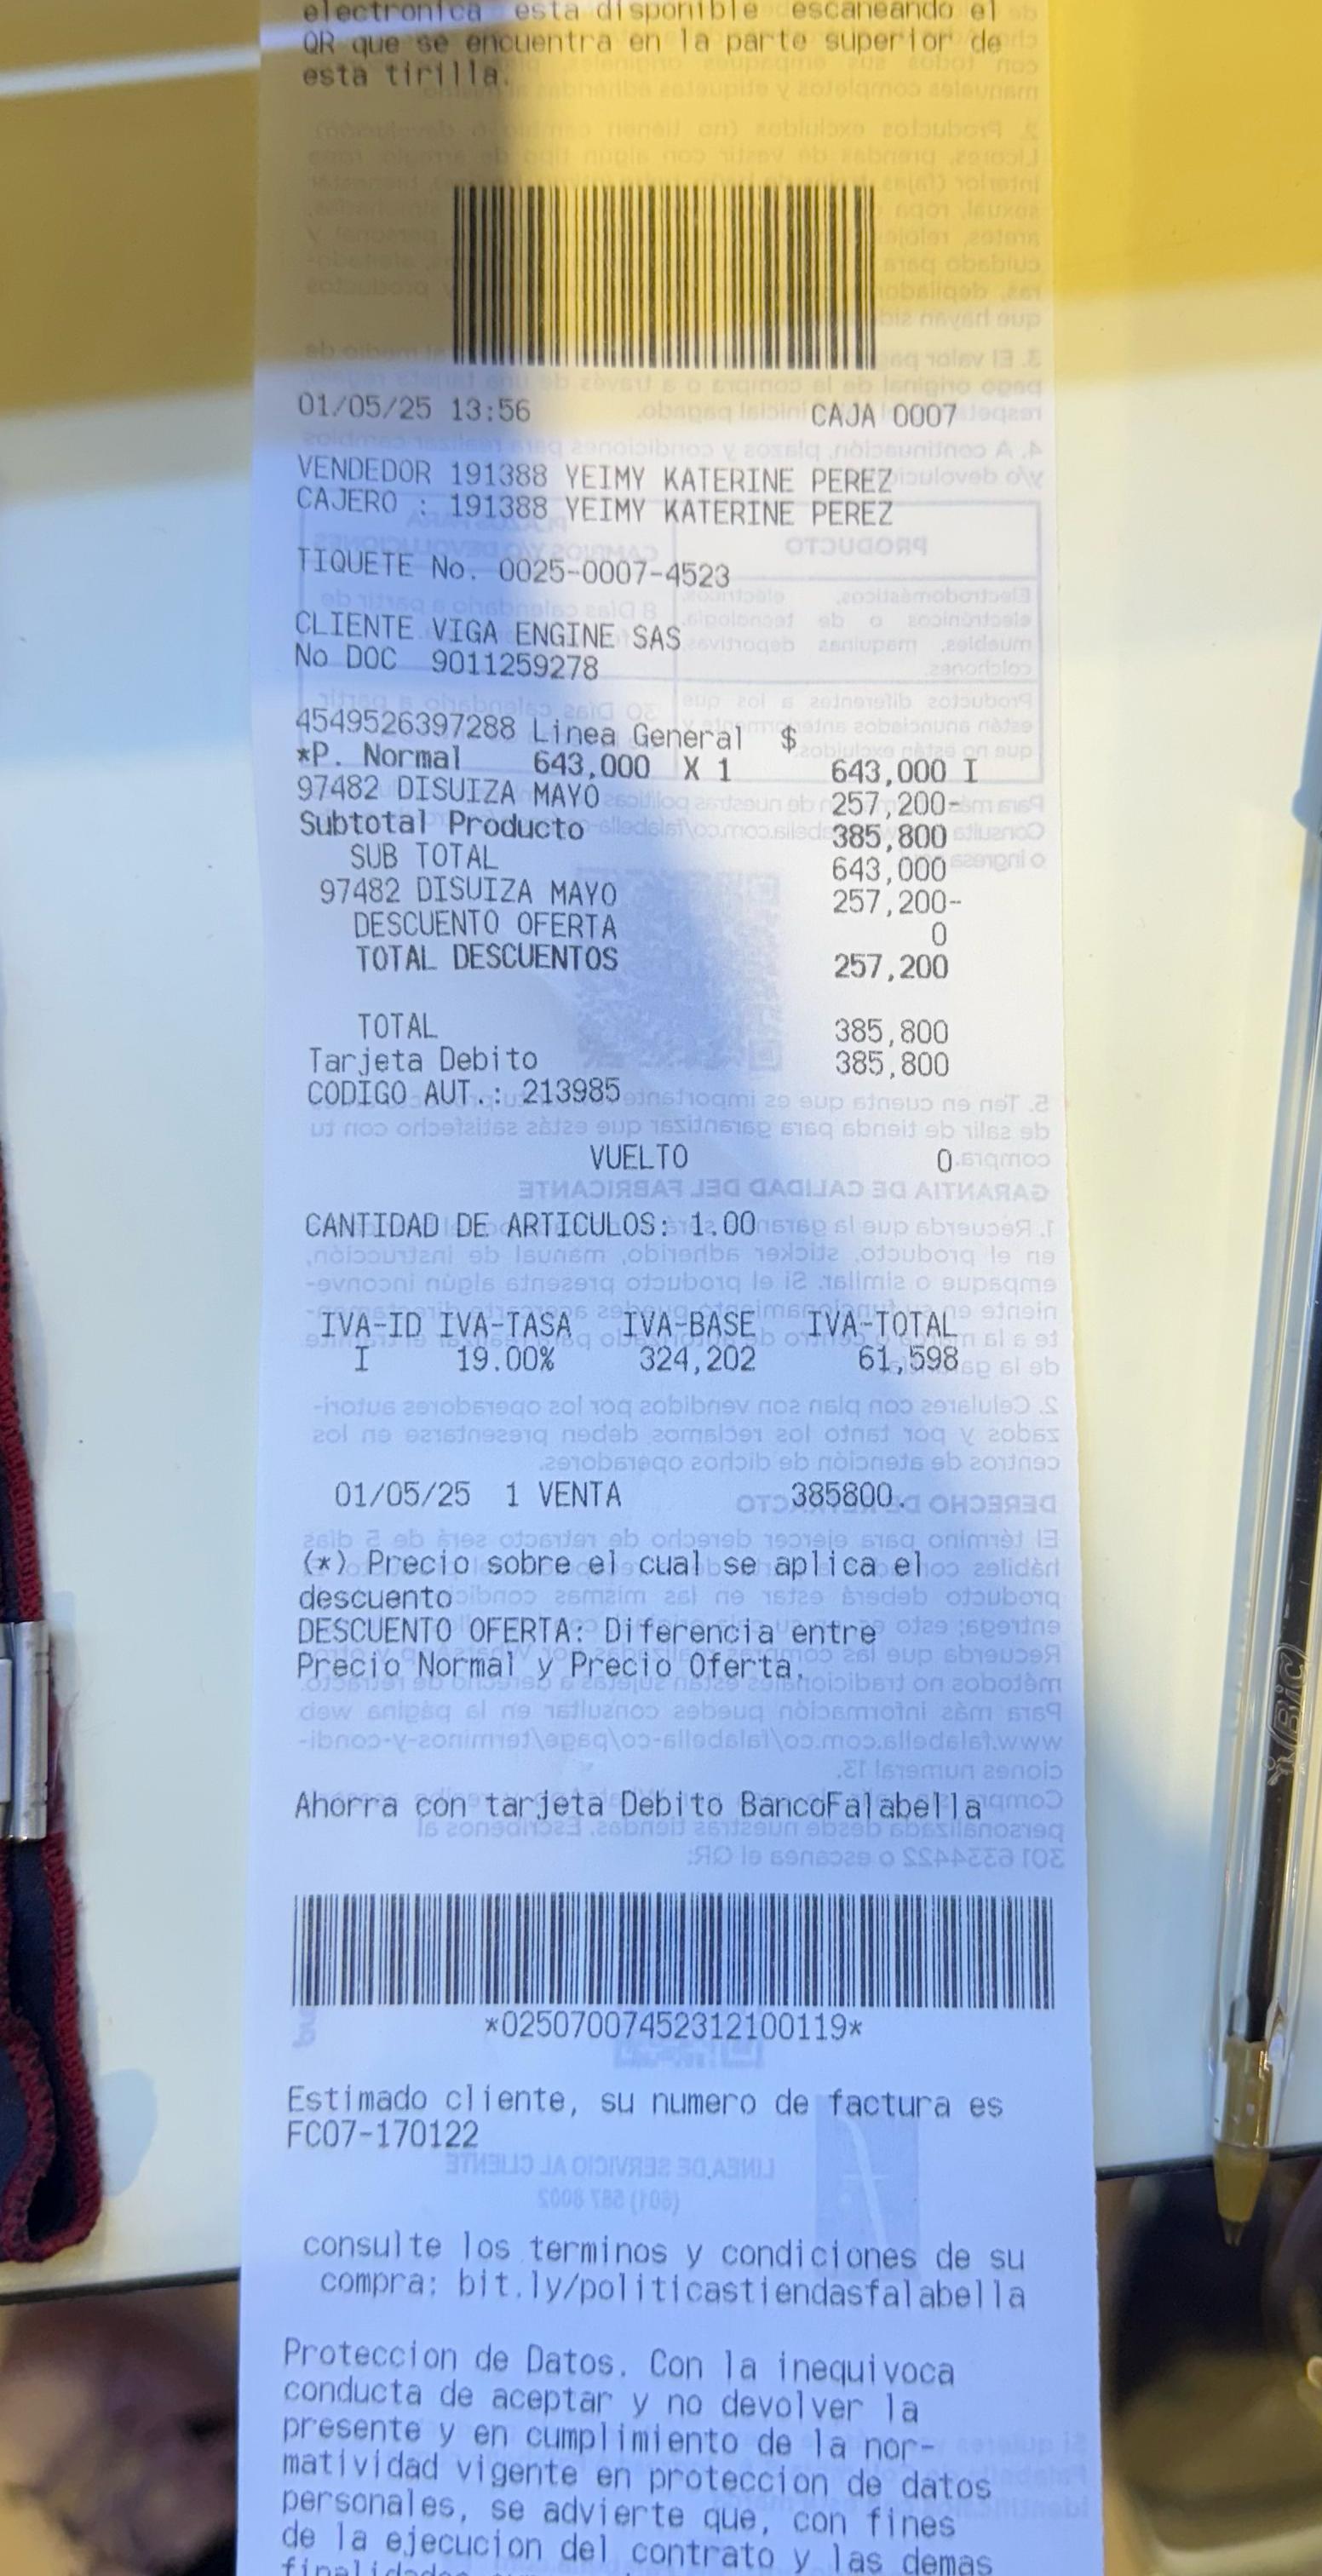 electronica esta disponible escaneando el
QR que se encuentra en la parte superior de
esta tirilla.
01/05/25 13:56 CAJA 0007
VENDEDOR 191388 YEIMY KATERINE PEREZ
CAJERO : 191388 YEIMY KATERINE PEREZ
TIQUETE No. 0025-0007-4523
CLIENTE VIGA ENGINE SAS
No DOC 9011259278
4549526397288 Linea General $
*P. Normal 643,000 X 1 643,000 I
97482 DISUIZA MAYO 257,200-
Subtotal Producto 385,800
SUB TOTAL 643,000
97482 DISUIZA MAYO 257,200-
DESCUENTO OFERTA 0
TOTAL DESCUENTOS 257,200
TOTAL 385,800
Tarjeta Debito 385,800
CODIGO AUT.: 213985
VUELTO 0
CANTIDAD DE ARTICULOS: 1.00
IVA-ID IVA-TASA IVA-BASE IVA-TOTAL
I 19.00% 324,202 61,598
01/05/25 1 VENTA 385800.
(*) Precio sobre el cual se aplica el
descuento
DESCUENTO OFERTA: Diferencia entre
Precio Normal y Precio Oferta.
Ahorra con tarjeta Debito BancoFalabella
*02507007452312100119*
Estimado cliente, su numero de factura es
FC07-170122
consulte los terminos y condiciones de su
compra: bit.ly/politicastiendasfalabella
Proteccion de Datos. Con la inequivoca
conducta de aceptar y no devolver la
presente y en cumplimiento de la nor-
matividad vigente en proteccion de datos
personales, se advierte que, con fines
de la ejecucion del contrato y las demas
BIC